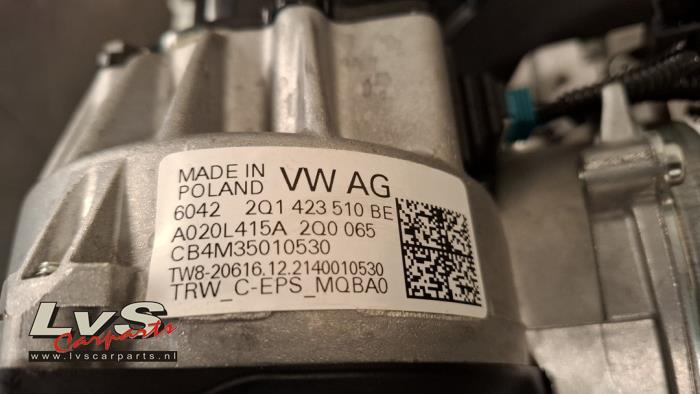 MADE IN
POLAND VW AG
6042 2Q1 423 510 BE
A020L415A 2Q0 065
CB4M35010530
TW8-20616.12.2140010530
TRW_C-EPS_MQBA0
LvS
Carparts
www.lvscarparts.nl